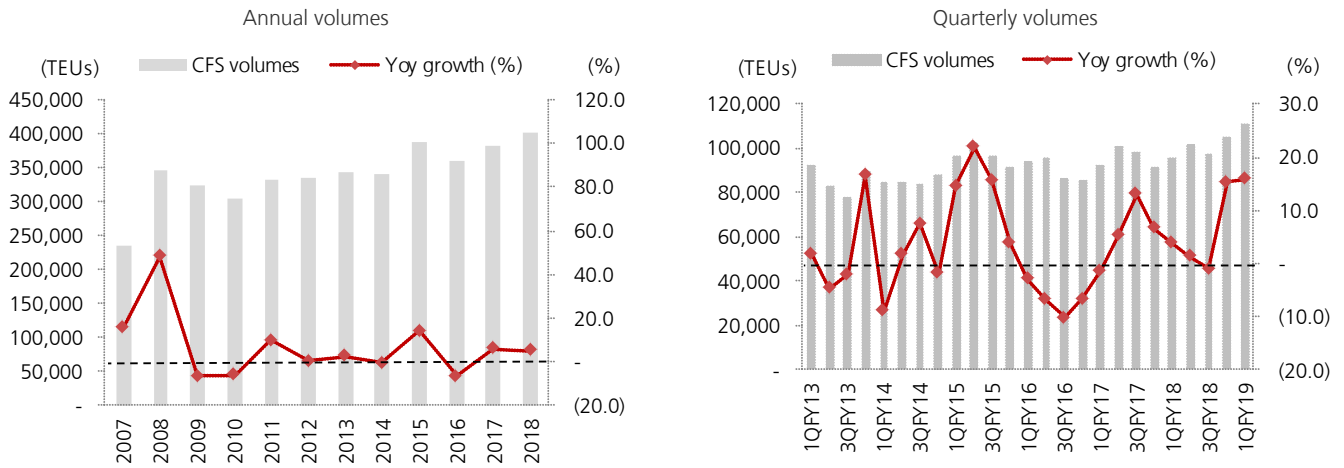 Annual volumes
(TEUs)
CFS volumes
Yoy growth (%)
(%)
450,000
400,000
350,000
300,000
250,000
200,000
150,000
100,000
50,000
-
120.0
100.0
80.0
60.0
40.0
20.0
-
(20.0)
2007
2008
2009
2010
2011
2012
2013
2014
2015
2016
2017
2018
Quarterly volumes
(TEUs)
CFS volumes
Yoy growth (%)
(%)
120,000
100,000
80,000
60,000
40,000
20,000
-
30.0
20.0
10.0
-
(10.0)
(20.0)
1QFY13
3QFY13
1QFY14
3QFY14
1QFY15
3QFY15
1QFY16
3QFY16
1QFY17
3QFY17
1QFY18
3QFY18
1QFY19